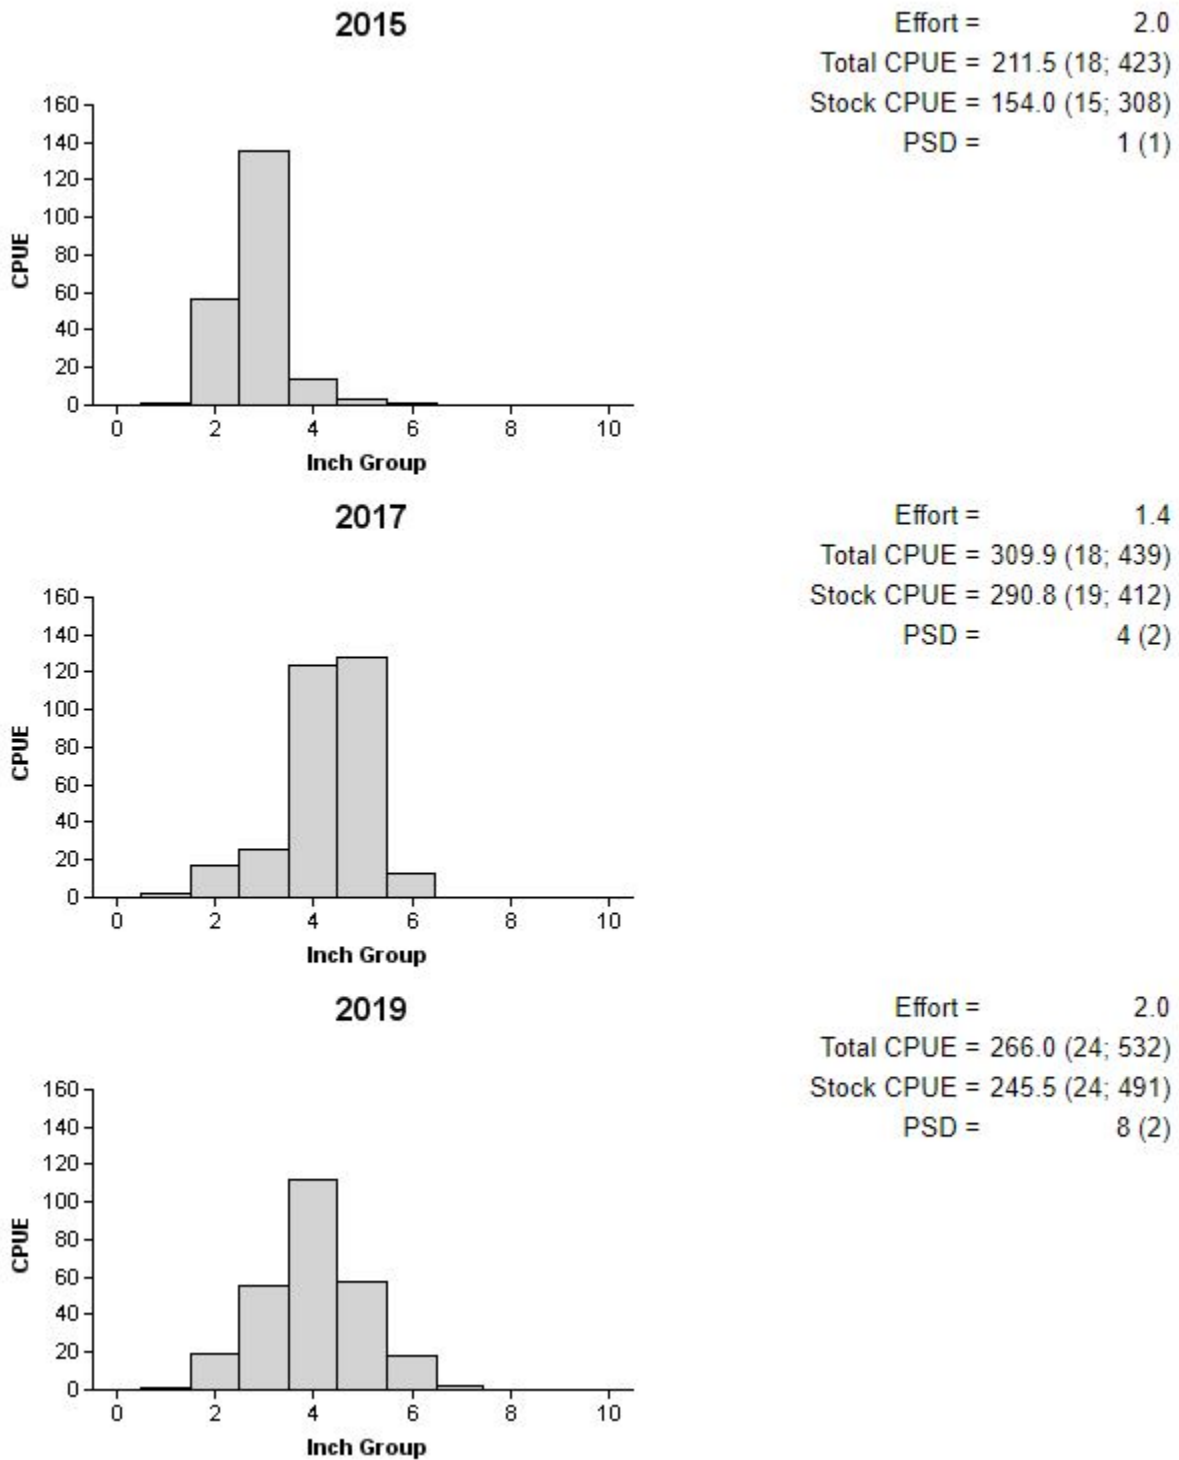 2015
Effort = 2.0
Total CPUE = 211.5 (18; 423)
Stock CPUE = 154.0 (15; 308)
PSD = 1 (1)
160
140
120
100
80
60
40
20
0
CPUE
0 2 4 6 8 10
Inch Group
2017
Effort = 1.4
Total CPUE = 309.9 (18; 439)
Stock CPUE = 290.8 (19; 412)
PSD = 4 (2)
160
140
120
100
80
60
40
20
0
CPUE
0 2 4 6 8 10
Inch Group
2019
Effort = 2.0
Total CPUE = 266.0 (24; 532)
Stock CPUE = 245.5 (24; 491)
PSD = 8 (2)
160
140
120
100
80
60
40
20
0
CPUE
0 2 4 6 8 10
Inch Group